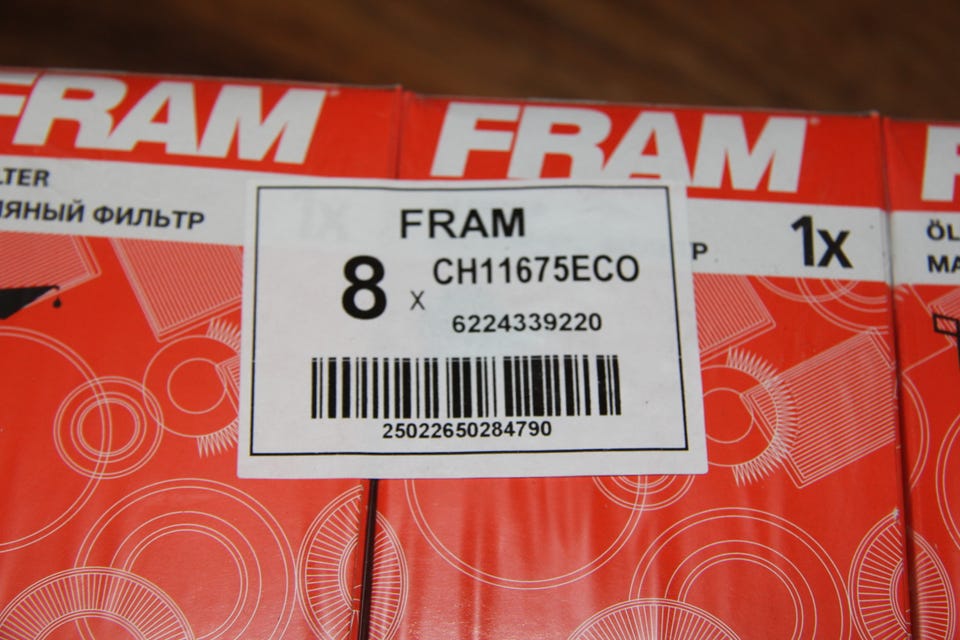 FRAM
FRAM
LTER
ЯНЫЙ ФИЛЬТР
1x
ÖL
MA
FRAM
8 x CH11675ECO
6224339220
25022650284790